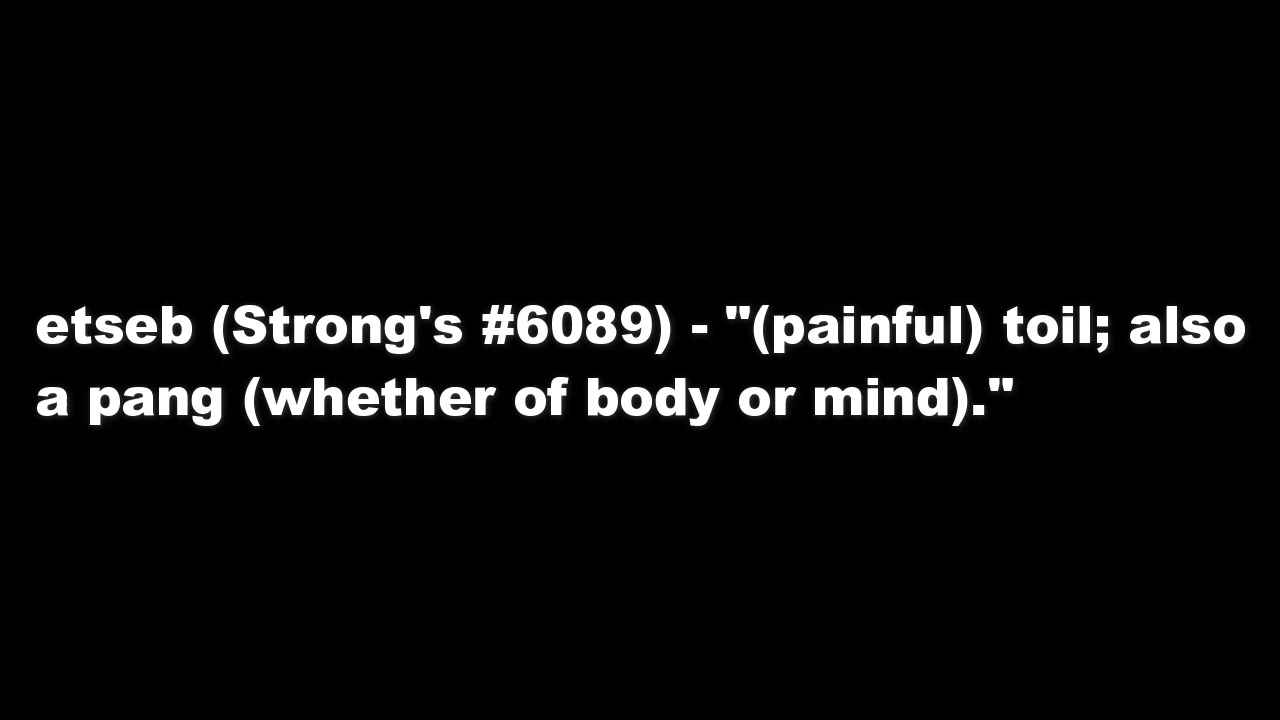 etseb (Strong's #6089) - "(painful) toil; also
a pang (whether of body or mind)."